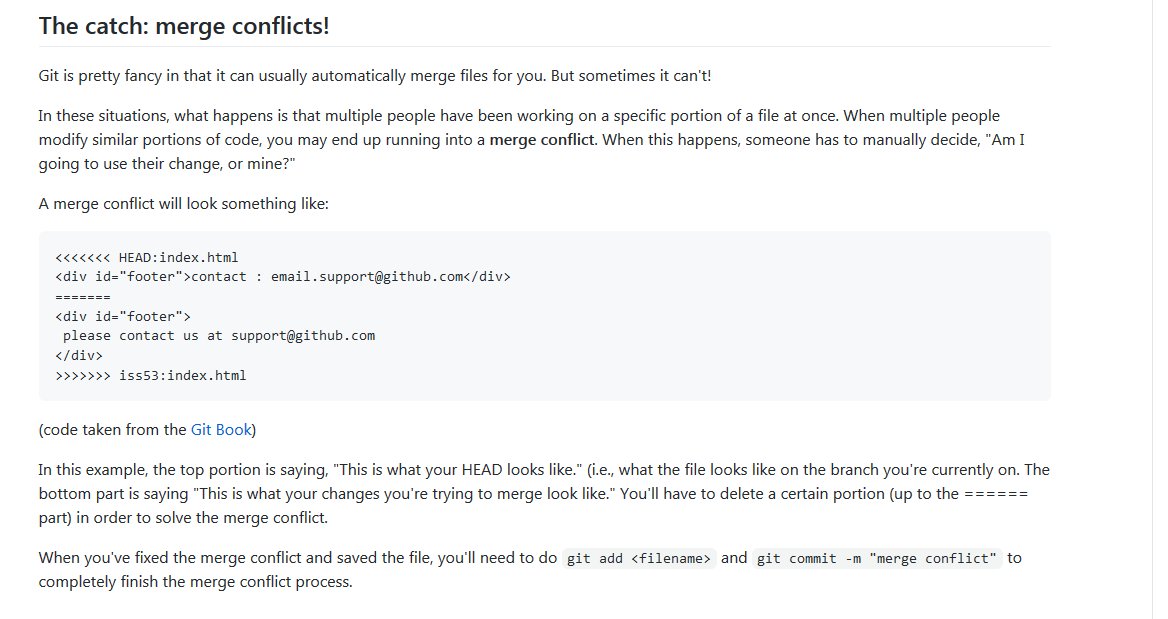 The catch: merge conflicts!
Git is pretty fancy in that it can usually automatically merge files for you. But sometimes it can't!
In these situations, what happens is that multiple people have been working on a specific portion of a file at once. When multiple people
modify similar portions of code, you may end up running into a merge conflict. When this happens, someone has to manually decide, "Am I
going to use their change, or mine?"
A merge conflict will look something like:
<<<<<<< HEAD:index.html
<div id="footer">contact : email.support@github.com</div>
=======
<div id="footer">
 please contact us at support@github.com
</div>
>>>>>>> iss53:index.html
(code taken from the Git Book)
In this example, the top portion is saying, "This is what your HEAD looks like." (i.e., what the file looks like on the branch you're currently on. The
bottom part is saying "This is what your changes you're trying to merge look like." You'll have to delete a certain portion (up to the ======
part) in order to solve the merge conflict.
When you've fixed the merge conflict and saved the file, you'll need to do git add <filename> and git commit -m "merge conflict" to
completely finish the merge conflict process.